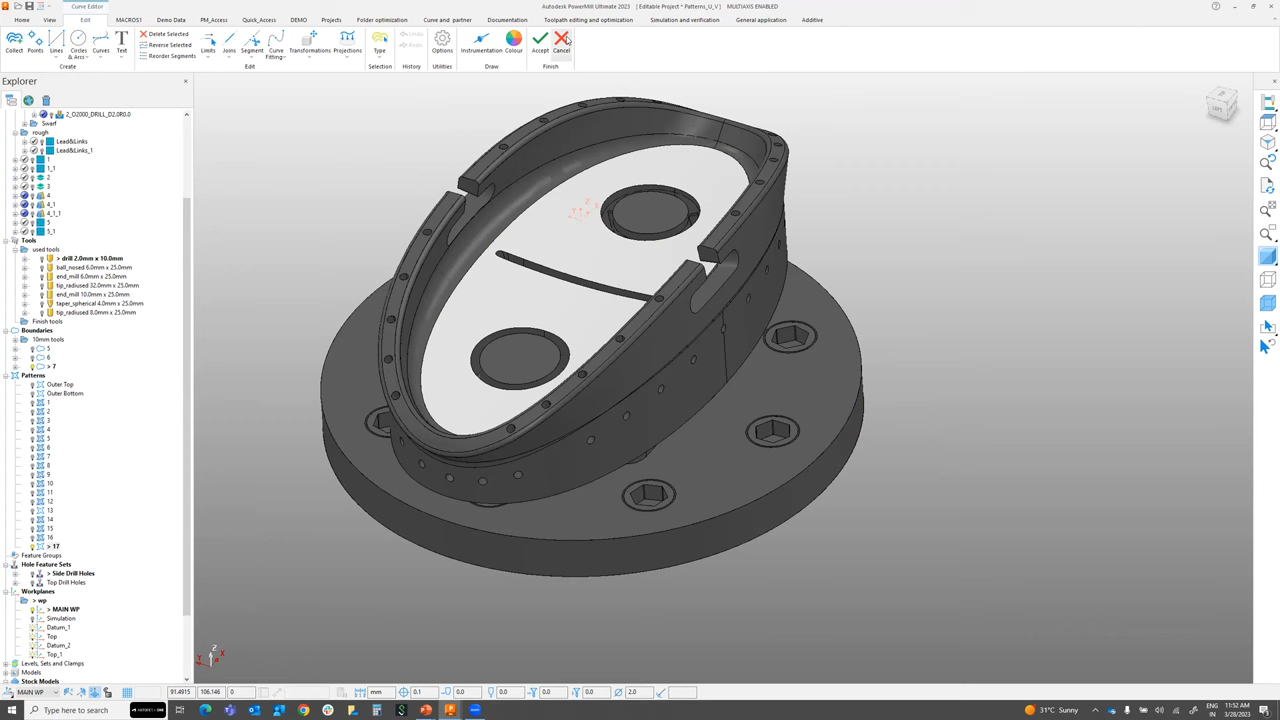 Curve Editor
Autodesk PowerMill Ultimate 2023    [ Editable Project * Patterns_U_V ]    MULTIAXIS ENABLED
Home View Edit MACROS1 Demo Data PM_Access Quick_Access DEMO Projects Folder optimization Curve and partner Documentation Toolpath editing and optimization Simulation and verification General application Additive
Delete Selected
Reverse Selected
Reorder Segments
Collect Points Lines Circles & Arcs Curves Text Limits Joins Segment Curve Fitting Transformations Projections Type Undo Redo Options Instrumentation Colour Accept Cancel
Create Edit Selection History Utilities Draw Finish
Explorer
2_O2000_DRILL_D2.0R0.0
Swarf
rough
Lead&Links
Lead&Links_1
1
1_1
2
3
4
4_1
4_1_1
5
5_1
Tools
used tools
> drill 2.0mm x 10.0mm
ball_nosed 6.0mm x 25.0mm
end_mill 6.0mm x 25.0mm
tip_radiused 32.0mm x 25.0mm
end_mill 10.0mm x 25.0mm
taper_spherical 4.0mm x 25.0mm
tip_radiused 8.0mm x 25.0mm
Finish tools
Boundaries
10mm tools
5
6
> 7
Patterns
Outer Top
Outer Bottom
1
2
3
4
5
6
7
8
9
10
11
12
13
14
15
16
> 17
Feature Groups
Hole Feature Sets
> Side Drill Holes
Top Drill Holes
Workplanes
> wp
> MAIN WP
Simulation
Datum_1
Top
Datum_2
Top_1
Levels, Sets and Clamps
Models
Stock Models
Z
X
Y
MAIN WP 91.4915 106.146 0 mm 0.1 0.0 0.0 0.0 0.0 2.0
Type here to search
31°C Sunny
ENG
IN
11:52 AM
3/28/2023